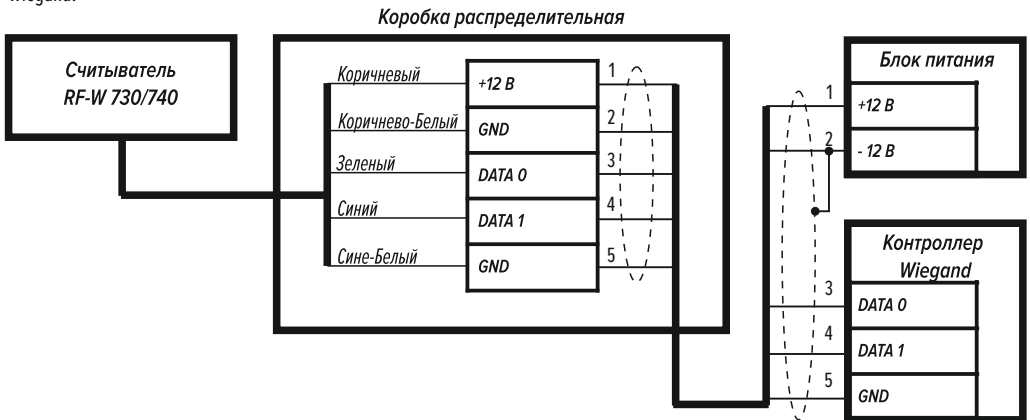 Wiegand.
Коробка распределительная
Считыватель
RF-W 730/740
Коричневый
+12 В
1
Коричнево-Белый
GND
2
Зеленый
DATA 0
3
Синий
DATA 1
4
Сине-Белый
GND
5
Блок питания
1
+12 В
2
- 12 В
Контроллер
Wiegand
3
DATA 0
4
DATA 1
5
GND